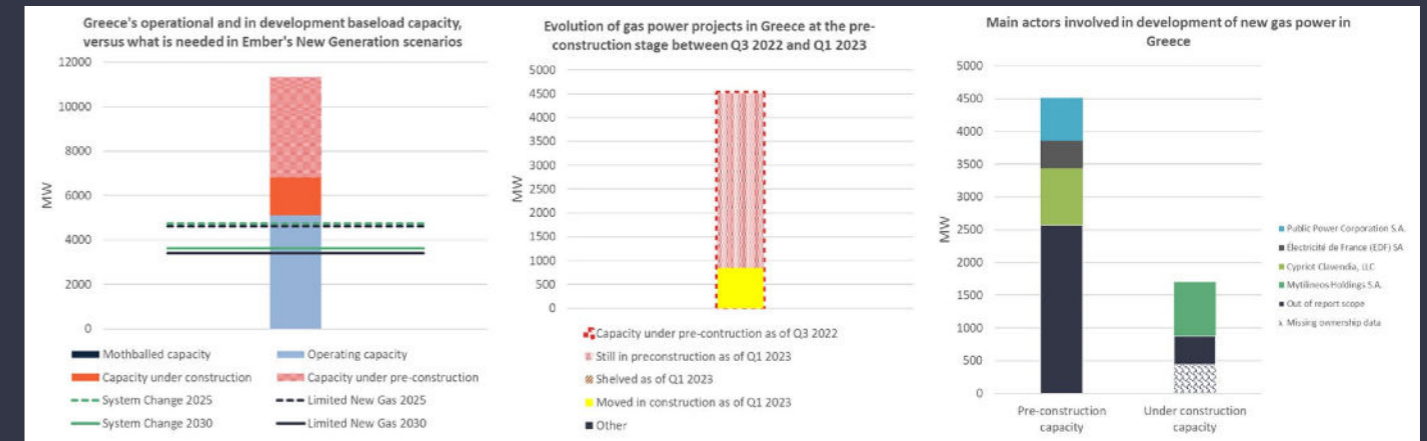 Greece's operational and in development baseload capacity,
versus what is needed in Ember's New Generation scenarios
12000
10000
8000
6000
4000
2000
0
MW
Mothballed capacity
Operating capacity
Capacity under construction
Capacity under pre-construction
System Change 2025
Limited New Gas 2025
System Change 2030
Limited New Gas 2030
Evolution of gas power projects in Greece at the pre-
construction stage between Q3 2022 and Q1 2023
5000
4500
4000
3500
3000
2500
2000
1500
1000
500
0
MW
Capacity under pre-contruction as of Q3 2022
Still in preconstruction as of Q1 2023
Shelved as of Q1 2023
Moved in construction as of Q1 2023
Other
Main actors involved in development of new gas power in
Greece
5000
4500
4000
3500
3000
2500
2000
1500
1000
500
0
MW
Pre-construction
capacity
Under construction
capacity
Public Power Corporation S.A.
Électricité de France (EDF) SA
Cypriot Clavendia, LLC
Mytilineos Holdings S.A.
Out of report scope
Missing ownership data